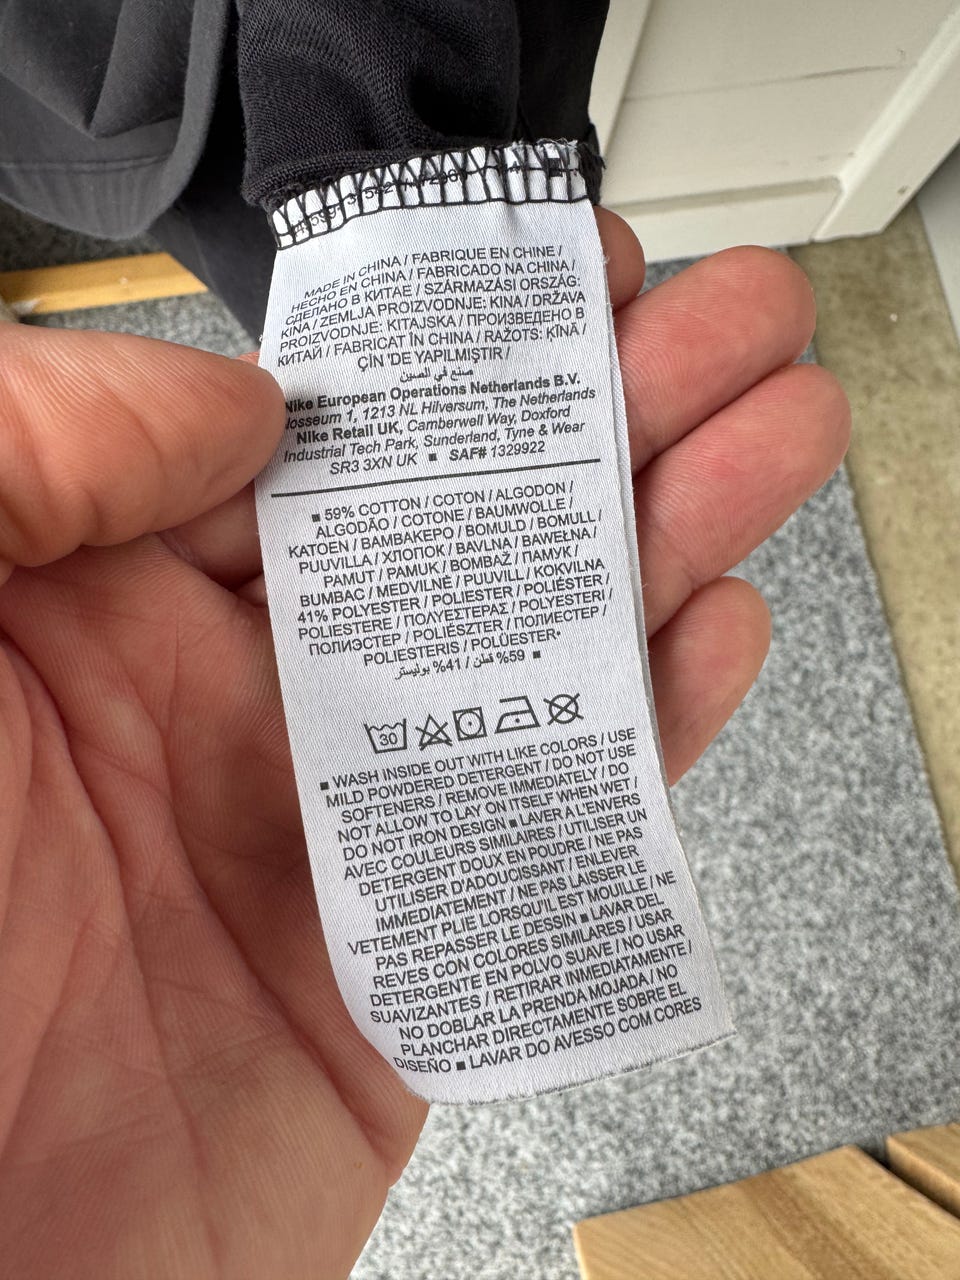 MADE IN CHINA / FABRIQUE EN CHINE /
HECHO EN CHINA / FABRICADO NA CHINA /
СДЕЛАНО В КИТАЕ / SZÁRMAZÁSI ORSZÁG:
KINA / ZEMLJA PROIZVODNJE: KINA / DRŽAVA
PROIZVODNJE: KITAJSKA / ПРОИЗВЕДЕНО В
КИТАЙ / FABRICAT ÎN CHINA / RAŽOTS: ĶĪNĀ /
ÇİN 'DE YAPILMIŞTIR /
صنع في الصين
Nike European Operations Netherlands B.V.
Colosseum 1, 1213 NL Hilversum, The Netherlands
Nike Retail UK, Camberwell Way, Doxford
Industrial Tech Park, Sunderland, Tyne & Wear
SR3 3XN UK ▪ SAF# 1329922
▪ 59% COTTON / COTON / ALGODON /
ALGODÃO / COTONE / BAUMWOLLE /
KATOEN / ΒΑΜΒΑΚΕΡΟ / BOMULD / BOMULL /
PUUVILLA / ХЛОПОК / BAVLNA / BAWEŁNA /
PAMUT / PAMUK / BOMBAŽ / ПАМУК /
BUMBAC / MEDVILNĖ / PUUVILL / KOKVILNA
41% POLYESTER / POLIESTER / POLIÉSTER /
POLIESTERE / ΠΟΛΥΕΣΤΕΡΑΣ / POLYESTERI /
ПОЛИЭСТЕР / POLIÉSZTER / ПОЛИЕСТЕР /
POLIESTERIS / POLÜESTER*
59% قطن / 41% بوليستر ▪
30
▪ WASH INSIDE OUT WITH LIKE COLORS / USE
MILD POWDERED DETERGENT / DO NOT USE
SOFTENERS / REMOVE IMMEDIATELY / DO
NOT ALLOW TO LAY ON ITSELF WHEN WET /
DO NOT IRON DESIGN ▪ LAVER A L'ENVERS
AVEC COULEURS SIMILAIRES / UTILISER UN
DETERGENT DOUX EN POUDRE / NE PAS
UTILISER D'ADOUCISSANT / ENLEVER
IMMEDIATEMENT / NE PAS LAISSER LE
VETEMENT PLIE LORSQU'IL EST MOUILLE / NE
PAS REPASSER LE DESSIN ▪ LAVAR DEL
REVES CON COLORES SIMILARES / USAR
DETERGENTE EN POLVO SUAVE / NO USAR
SUAVIZANTES / RETIRAR INMEDIATAMENTE /
NO DOBLAR LA PRENDA MOJADA / NO
PLANCHAR DIRECTAMENTE SOBRE EL
DISEÑO ▪ LAVAR DO AVESSO COM CORES